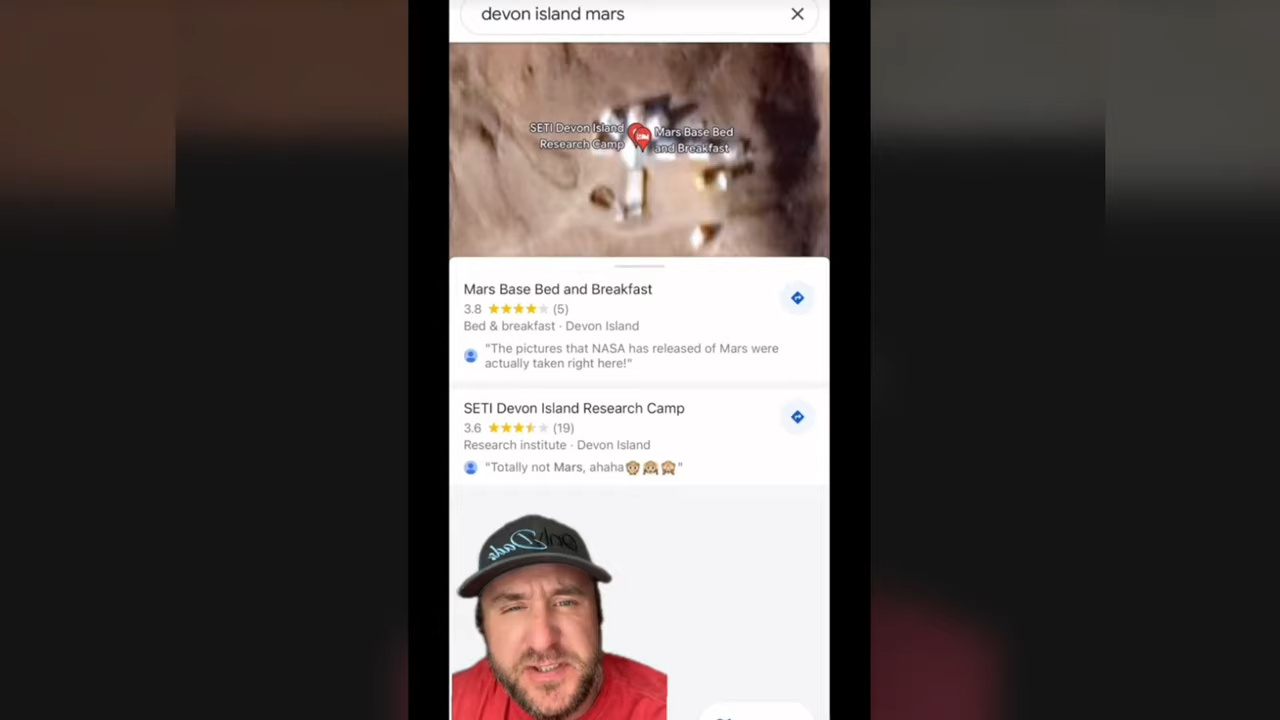 devon island mars
SETI Devon Island
Research Camp
Mars Base Bed
and Breakfast
Mars Base Bed and Breakfast
3.8 ★★★★★ (5)
Bed & breakfast · Devon Island
"The pictures that NASA has released of Mars were
actually taken right here!"
SETI Devon Island Research Camp
3.6 ★★★★★ (19)
Research institute · Devon Island
"Totally not Mars, ahaha🙊🙈🙈"
Only Dads